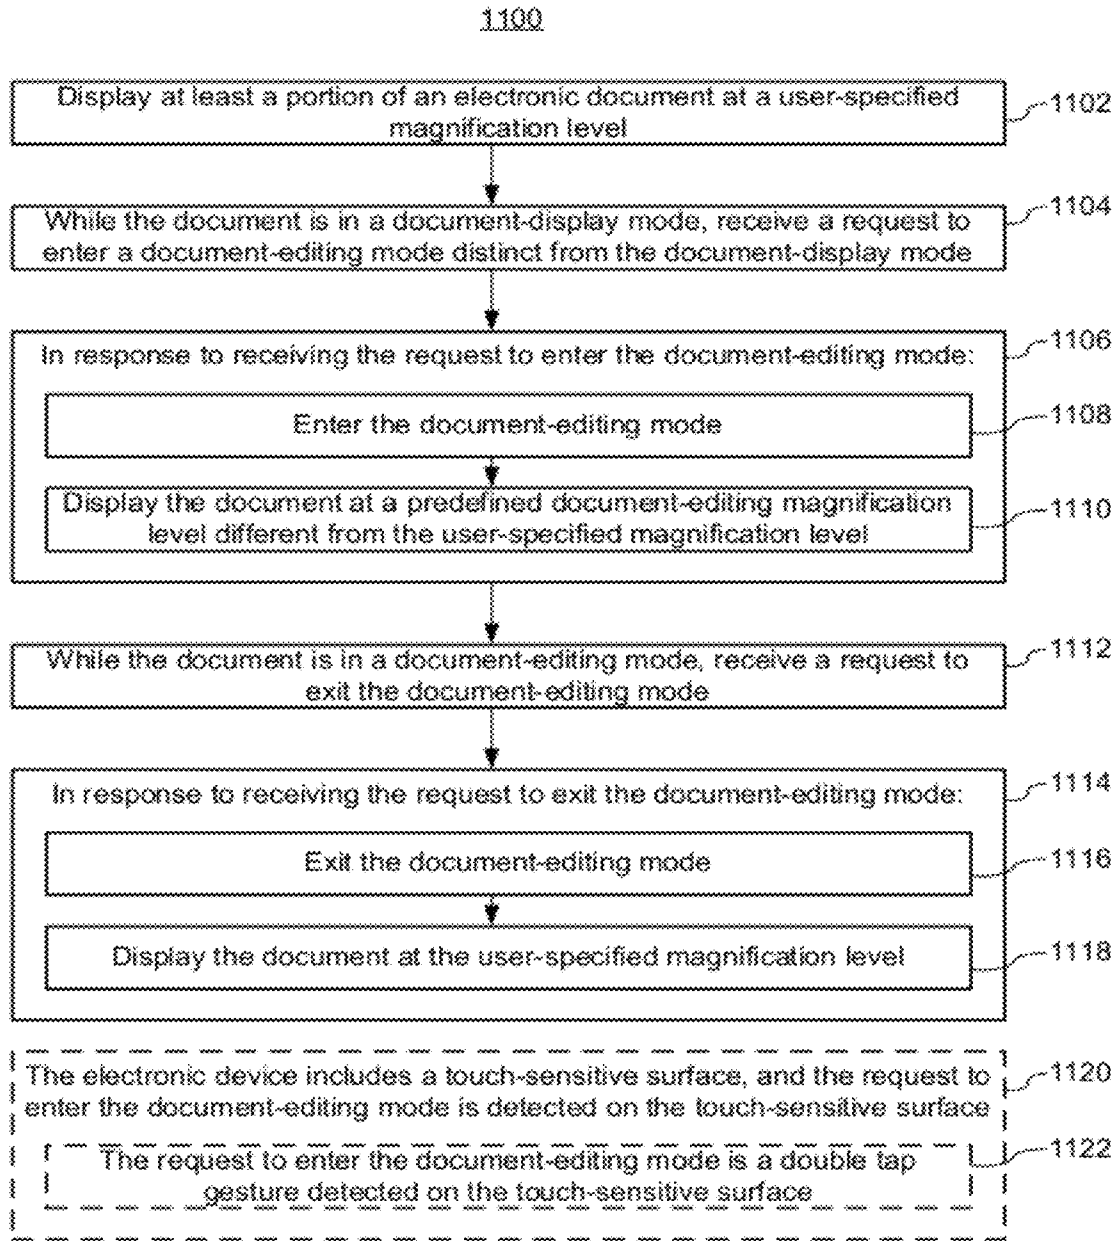 1100
Display at least a portion of an electronic document at a user-specified
magnification level
1102
While the document is in a document-display mode, receive a request to
enter a document-editing mode distinct from the document-display mode
1104
In response to receiving the request to enter the document-editing mode:
1106
Enter the document-editing mode
1108
Display the document at a predefined document-editing magnification
level different from the user-specified magnification level
1110
While the document is in a document-editing mode, receive a request to
exit the document-editing mode
1112
In response to receiving the request to exit the document-editing mode:
1114
Exit the document-editing mode
1116
Display the document at the user-specified magnification level
1118
The electronic device includes a touch-sensitive surface, and the request to
enter the document-editing mode is detected on the touch-sensitive surface
1120
The request to enter the document-editing mode is a double tap
gesture detected on the touch-sensitive surface
1122